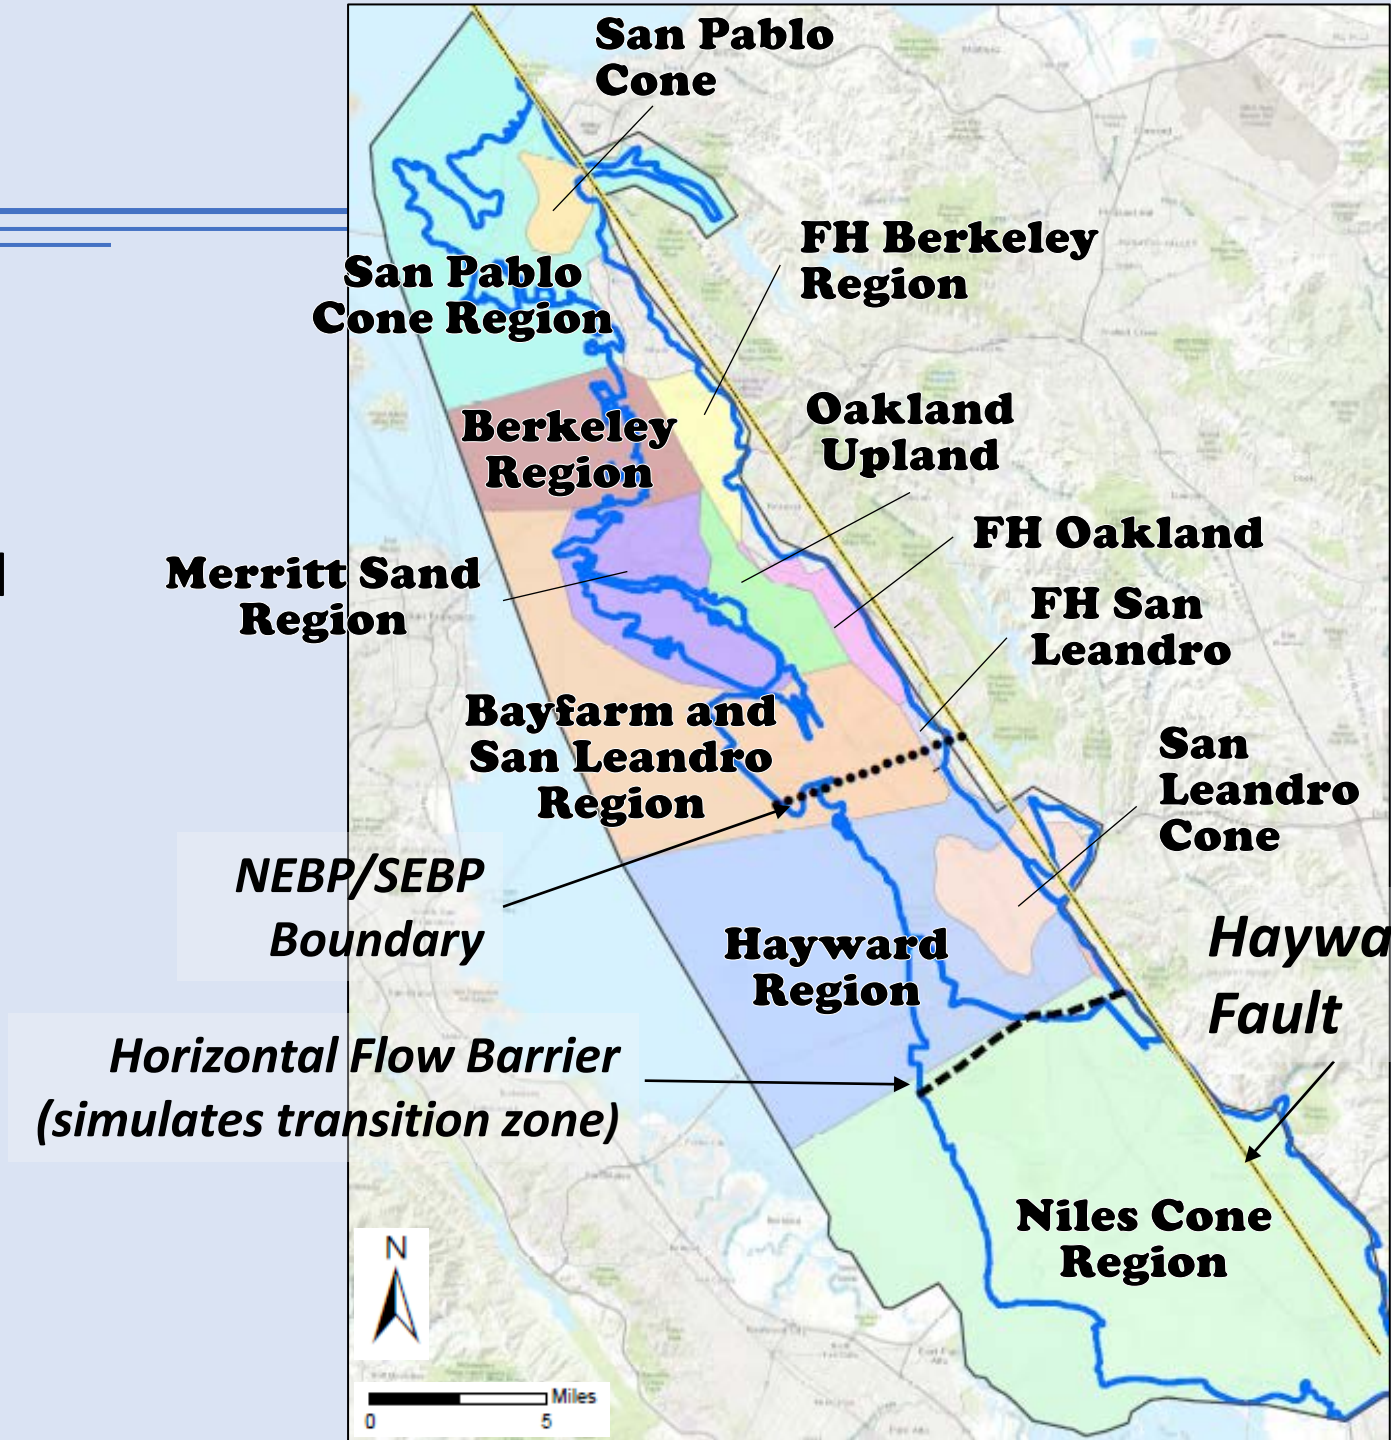 San Pablo
Cone
FH Berkeley
Region
San Pablo
Cone Region
Oakland
Upland
Berkeley
Region
FH Oakland
Merritt Sand
Region
FH San
Leandro
Bayfarm and
San Leandro
Region
San
Leandro
Cone
NEBP/SEBP
Boundary
Hayward
Region
Haywa
Fault
Horizontal Flow Barrier
(simulates transition zone)
Niles Cone
Region
N
Miles
0 5